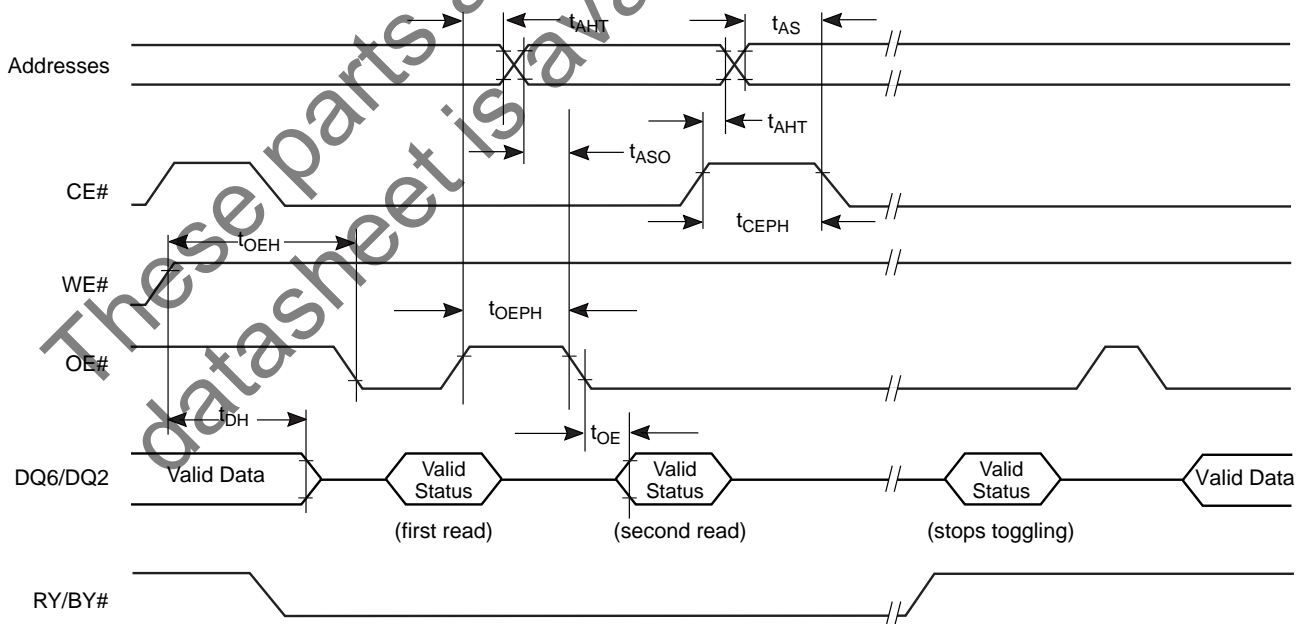 tAHT
tAS
Addresses
tAHT
tASO
CE#
tCEPH
tOEH
WE#
tOEPH
OE#
tDH
tOE
DQ6/DQ2
Valid Data
Valid
Status
Valid
Status
Valid
Status
Valid Data
(first read)
(second read)
(stops toggling)
RY/BY#
These parts a
datasheet is ava